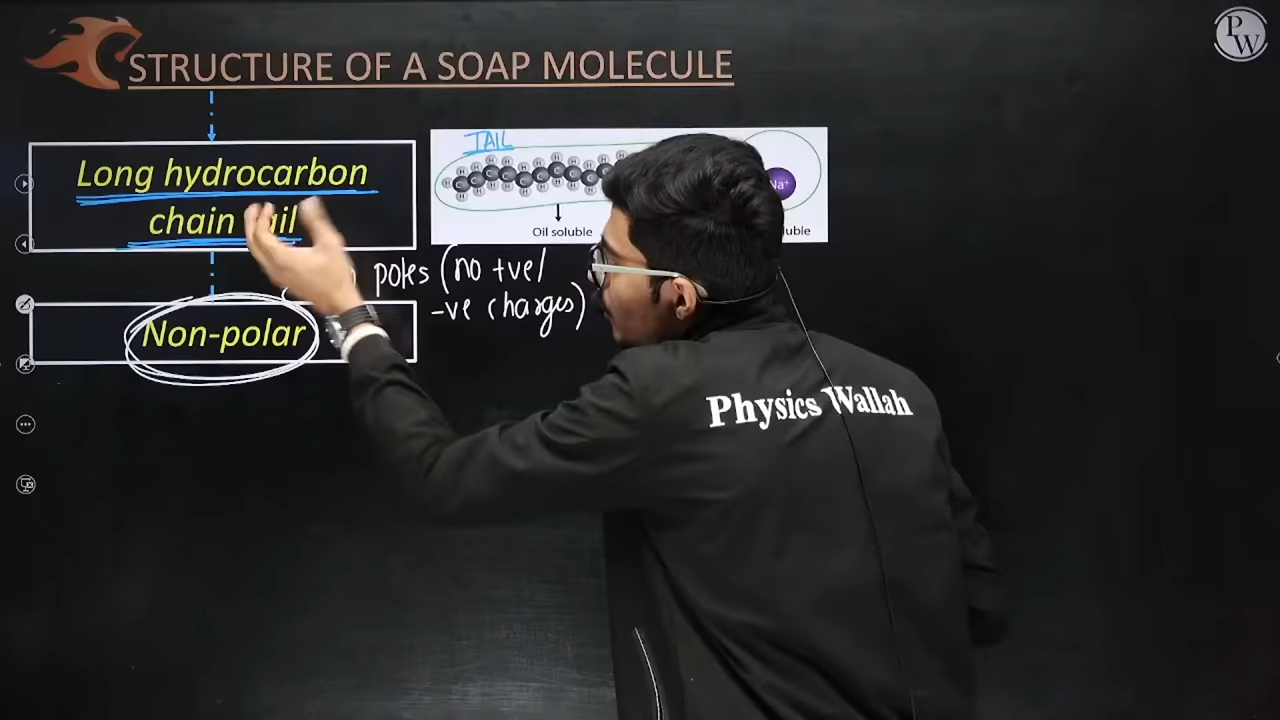 STRUCTURE OF A SOAP MOLECULE
PW
Long hydrocarbon
chain
TAIL
Oil soluble
Na⁺
poles (no +ve/
-ve charges)
Non-polar
Physics Wallah